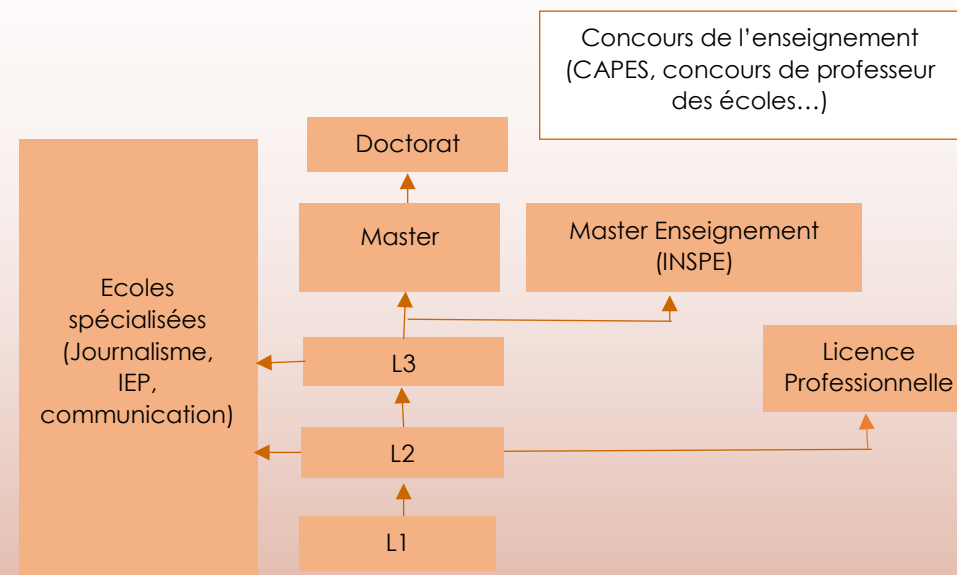 Concours de l’enseignement
(CAPES, concours de professeur
des écoles…)
Doctorat
Master
Master Enseignement
(INSPE)
Ecoles
spécialisées
(Journalisme,
IEP,
communication)
L3
Licence
Professionnelle
L2
L1